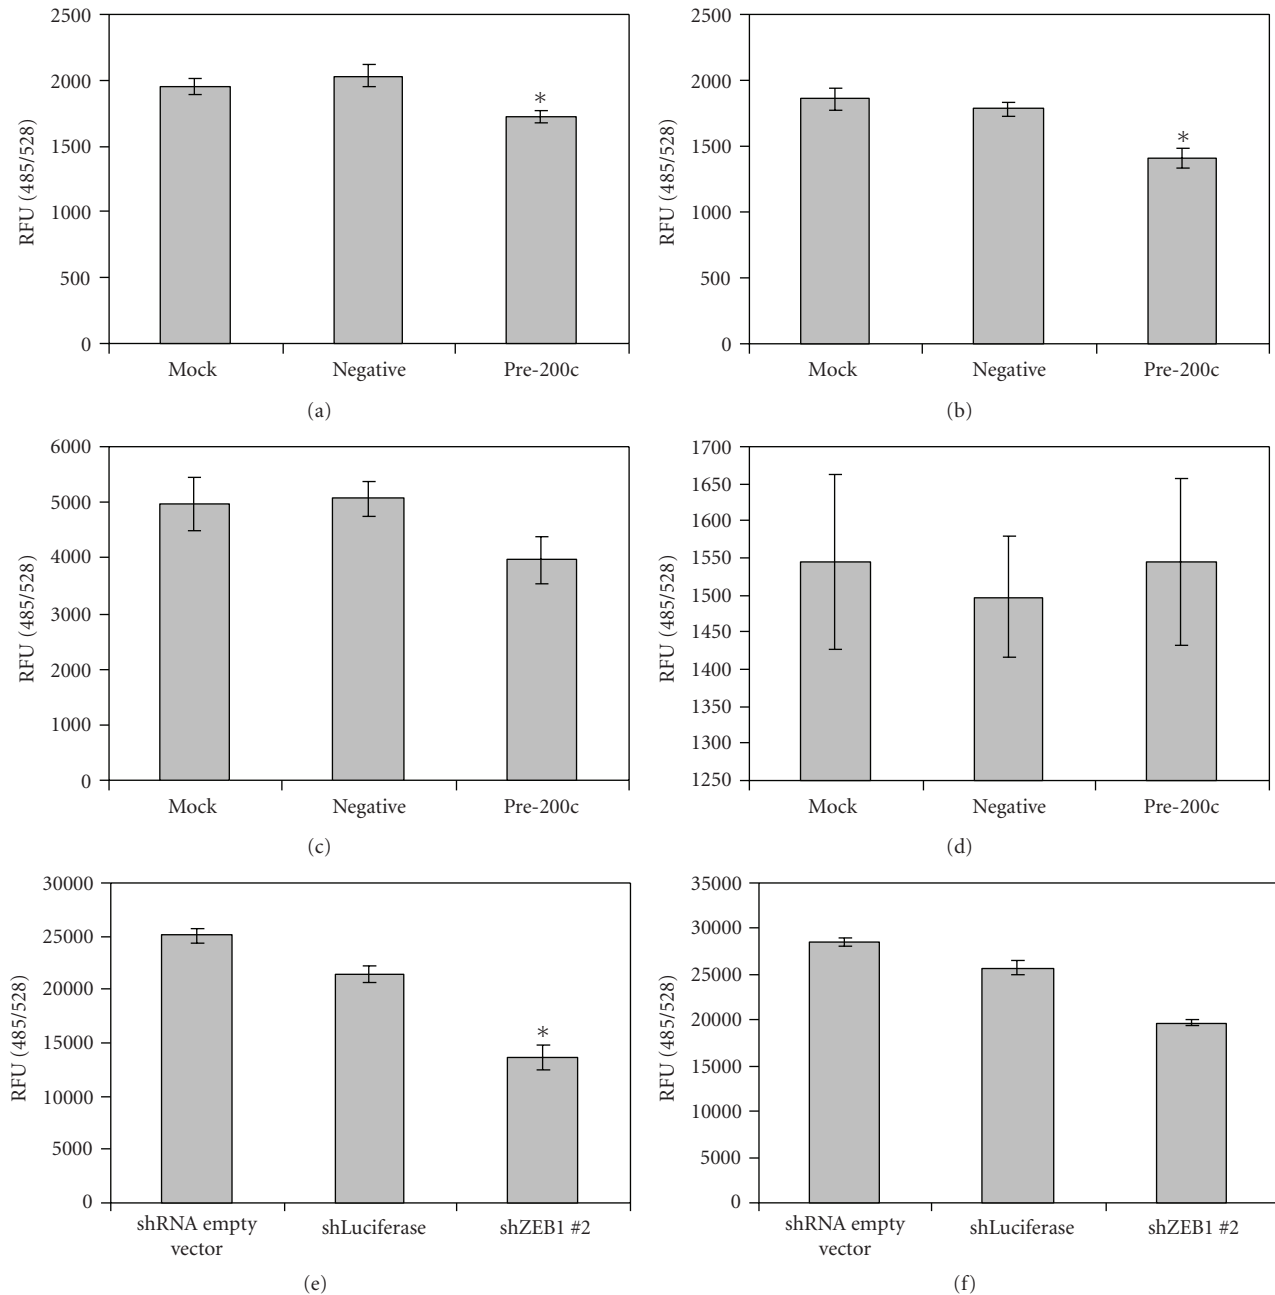 2500
2000
1500
1000
500
0
RFU (485/528)
*
Mock Negative Pre-200c
(a)
2500
2000
1500
1000
500
0
RFU (485/528)
*
Mock Negative Pre-200c
(b)
6000
5000
4000
3000
2000
1000
0
RFU (485/528)
Mock Negative Pre-200c
(c)
1700
1650
1600
1550
1500
1450
1400
1350
1300
1250
RFU (485/528)
Mock Negative Pre-200c
(d)
30000
25000
20000
15000
10000
5000
0
RFU (485/528)
*
shRNA empty vector
shLuciferase
shZEB1 #2
(e)
35000
30000
25000
20000
15000
10000
5000
0
RFU (485/528)
shRNA empty vector
shLuciferase
shZEB1 #2
(f)